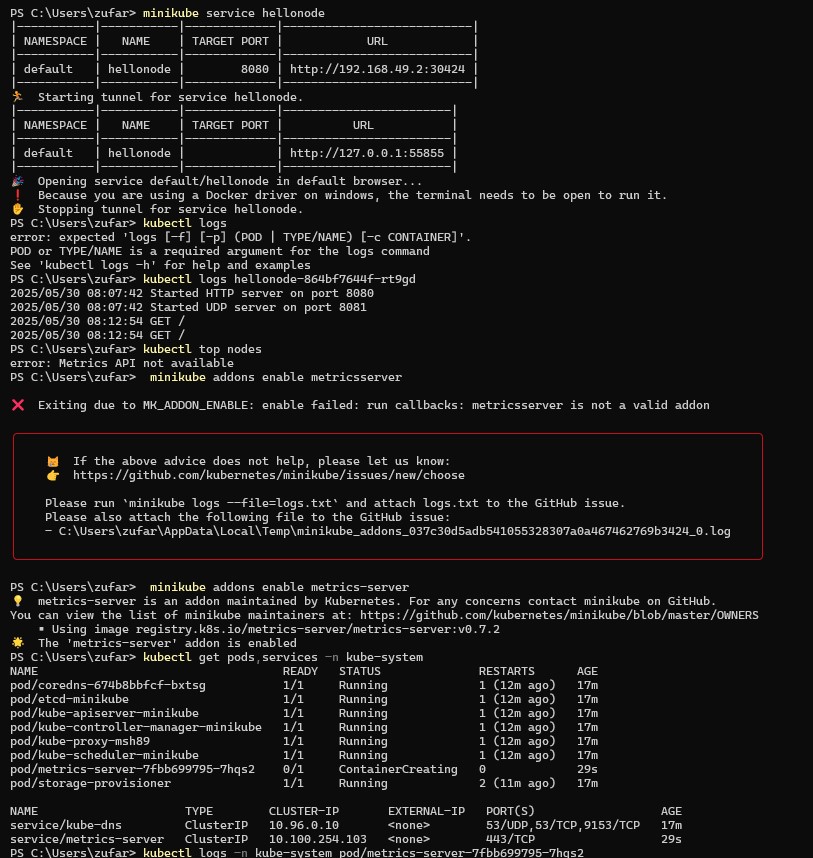 PS C:\Users\zufar> minikube service hellonode
|-----------|-----------|-------------|---------------------------|
| NAMESPACE |   NAME    | TARGET PORT |            URL            |
|-----------|-----------|-------------|---------------------------|
| default   | hellonode |        8080 | http://192.168.49.2:30424 |
|-----------|-----------|-------------|---------------------------|
🏃  Starting tunnel for service hellonode.
|-----------|-----------|-------------|------------------------|
| NAMESPACE |   NAME    | TARGET PORT |          URL           |
|-----------|-----------|-------------|------------------------|
| default   | hellonode |             | http://127.0.0.1:55855 |
|-----------|-----------|-------------|------------------------|
🎉  Opening service default/hellonode in default browser...
❗  Because you are using a Docker driver on windows, the terminal needs to be open to run it.
✋  Stopping tunnel for service hellonode.
PS C:\Users\zufar> kubectl logs
error: expected 'logs [-f] [-p] (POD | TYPE/NAME) [-c CONTAINER]'.
POD or TYPE/NAME is a required argument for the logs command
See 'kubectl logs -h' for help and examples
PS C:\Users\zufar> kubectl logs hellonode-864bf7644f-rt9gd
2025/05/30 08:07:42 Started HTTP server on port 8080
2025/05/30 08:07:42 Started UDP server on port 8081
2025/05/30 08:12:54 GET /
2025/05/30 08:12:54 GET /
PS C:\Users\zufar> kubectl top nodes
error: Metrics API not available
PS C:\Users\zufar>  minikube addons enable metricsserver
❌  Exiting due to MK_ADDON_ENABLE: enable failed: run callbacks: metricsserver is not a valid addon
😿  If the above advice does not help, please let us know:
👉  https://github.com/kubernetes/minikube/issues/new/choose
Please run `minikube logs --file=logs.txt` and attach logs.txt to the GitHub issue.
Please also attach the following file to the GitHub issue:
- C:\Users\zufar\AppData\Local\Temp\minikube_addons_037c30d5adb541055328307a0a467462769b3424_0.log
PS C:\Users\zufar>  minikube addons enable metrics-server
💡  metrics-server is an addon maintained by Kubernetes. For any concerns contact minikube on GitHub.
You can view the list of minikube maintainers at: https://github.com/kubernetes/minikube/blob/master/OWNERS
    ▪ Using image registry.k8s.io/metrics-server/metrics-server:v0.7.2
🌟  The 'metrics-server' addon is enabled
PS C:\Users\zufar> kubectl get pods,services -n kube-system
NAME                                   READY   STATUS              RESTARTS      AGE
pod/coredns-674b8bbfcf-bxtsg           1/1     Running             1 (12m ago)   17m
pod/etcd-minikube                      1/1     Running             1 (12m ago)   17m
pod/kube-apiserver-minikube            1/1     Running             1 (12m ago)   17m
pod/kube-controller-manager-minikube   1/1     Running             1 (12m ago)   17m
pod/kube-proxy-msh89                   1/1     Running             1 (12m ago)   17m
pod/kube-scheduler-minikube            1/1     Running             1 (12m ago)   17m
pod/metrics-server-7fbb699795-7hqs2    0/1     ContainerCreating   0             29s
pod/storage-provisioner                1/1     Running             2 (11m ago)   17m
NAME                     TYPE        CLUSTER-IP       EXTERNAL-IP   PORT(S)                  AGE
service/kube-dns         ClusterIP   10.96.0.10       <none>        53/UDP,53/TCP,9153/TCP   17m
service/metrics-server   ClusterIP   10.100.254.103   <none>        443/TCP                  29s
PS C:\Users\zufar> kubectl logs -n kube-system pod/metrics-server-7fbb699795-7hqs2